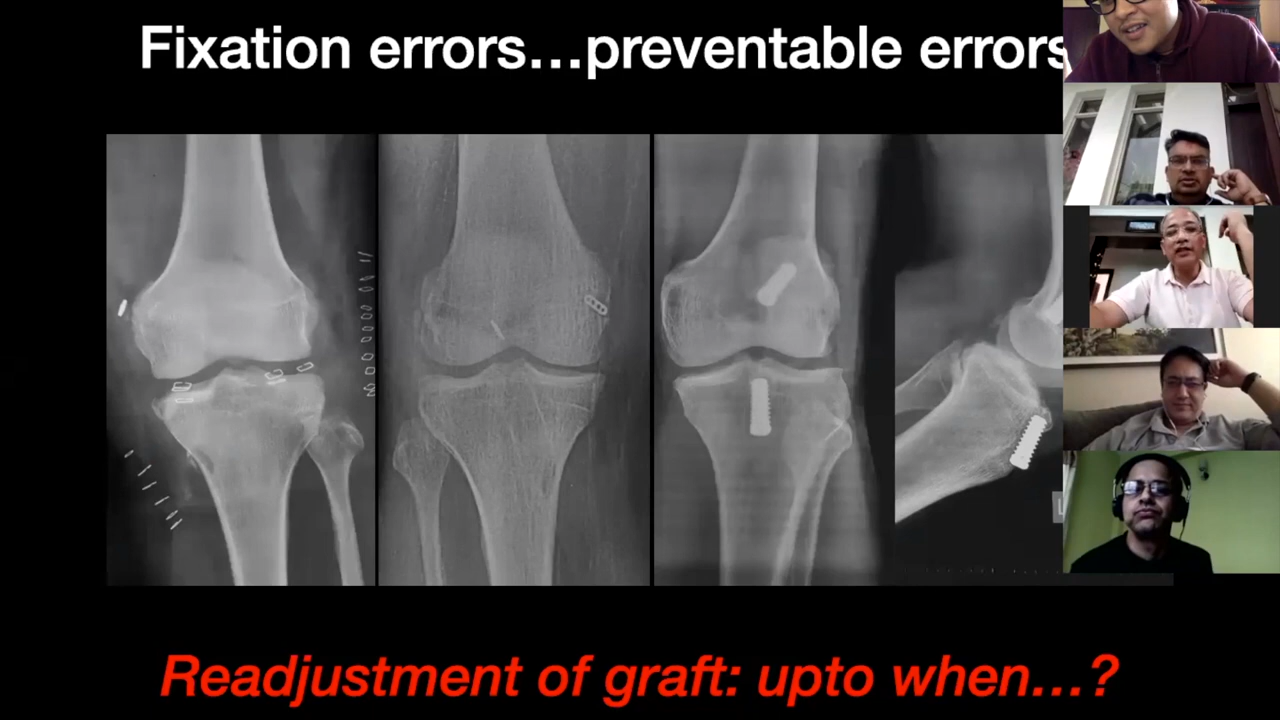 Fixation errors...preventable errors
Readjustment of graft: upto when...?
L